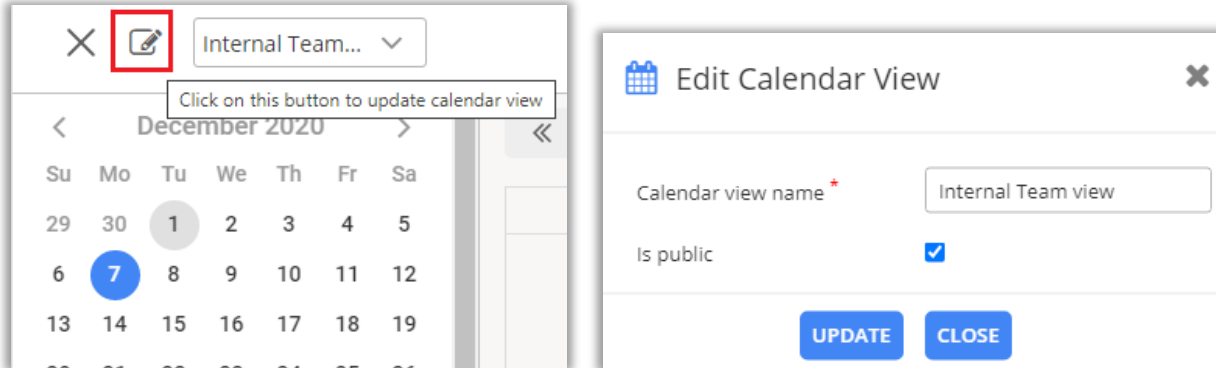 Internal Tea...
Click on this button to update calendar view
December 2020
Su Mo Tu We Th Fr Sa
29 30 1 2 3 4 5
6 7 8 9 10 11 12
13 14 15 16 17 18 19
Edit Calendar View
Calendar view name *
Internal Team view
Is public
UPDATE CLOSE